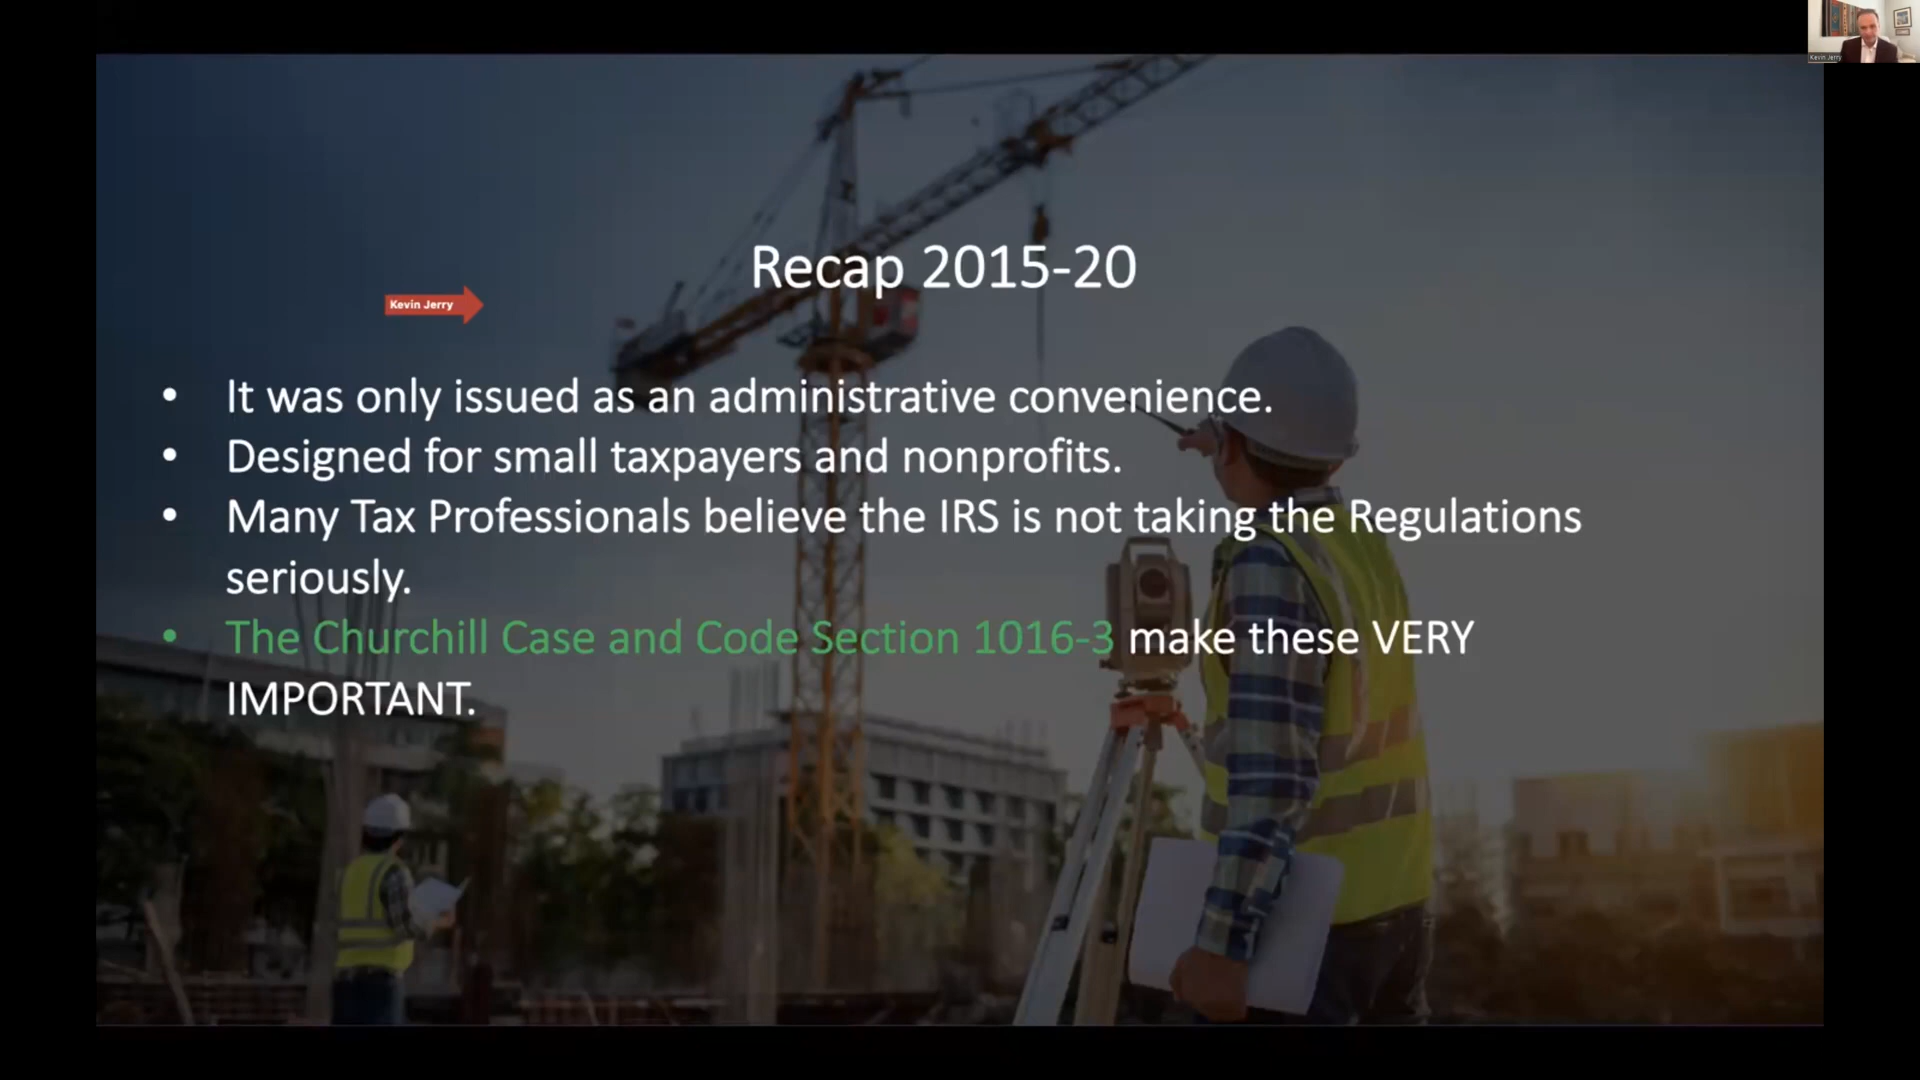 Kevin Jerry
Recap 2015-20
Kevin Jerry
• It was only issued as an administrative convenience.
• Designed for small taxpayers and nonprofits.
• Many Tax Professionals believe the IRS is not taking the Regulations
seriously.
• The Churchill Case and Code Section 1016-3 make these VERY
IMPORTANT.